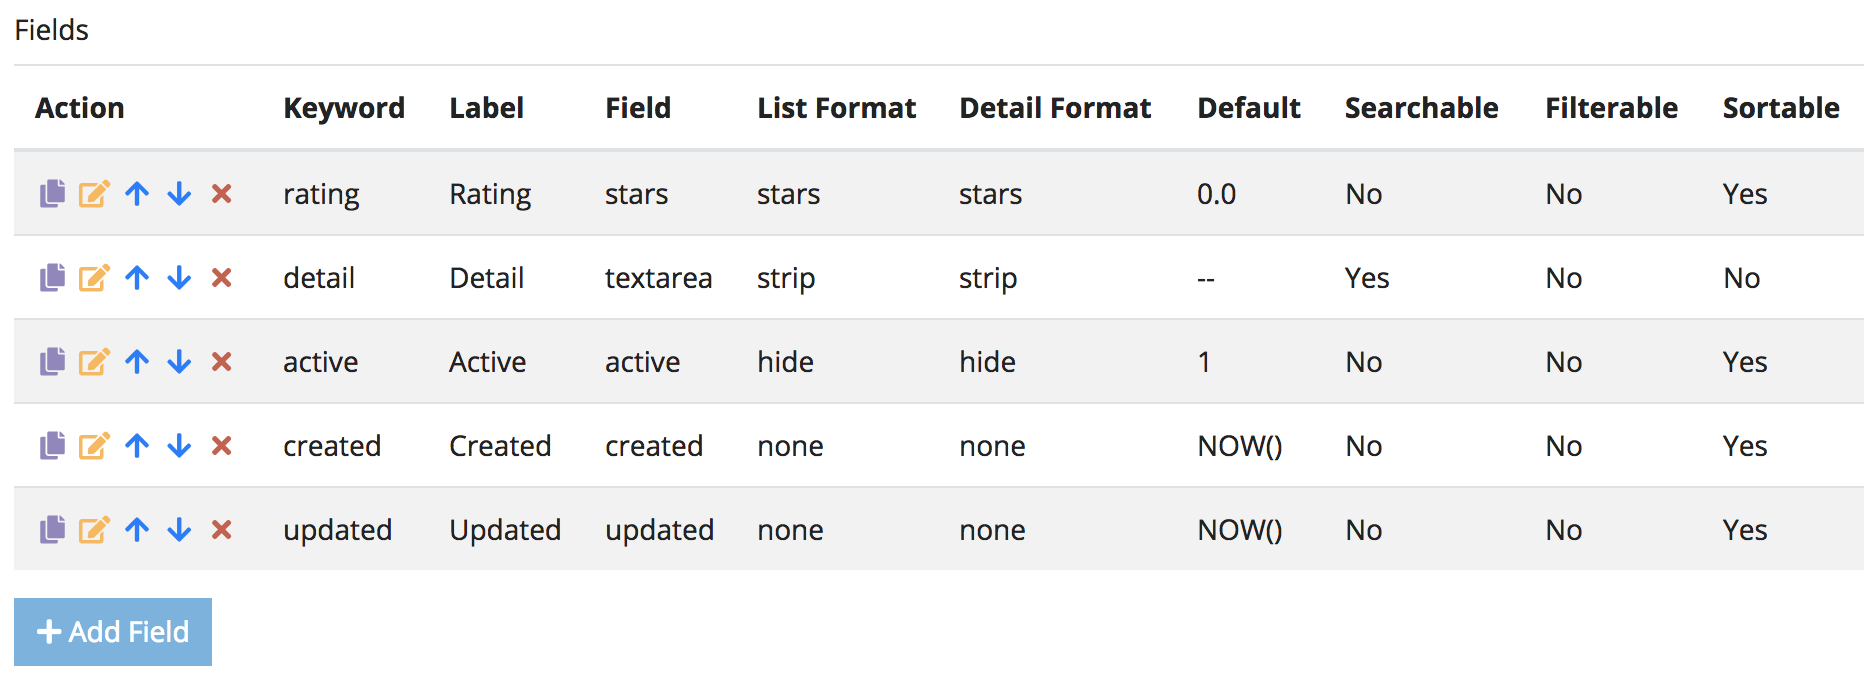 Fields
Action Keyword Label Field List Format Detail Format Default Searchable Filterable Sortable
rating Rating stars stars stars 0.0 No No Yes
detail Detail textarea strip strip -- Yes No No
active Active active hide hide 1 No No Yes
created Created created none none NOW() No No Yes
updated Updated updated none none NOW() No No Yes
Add Field